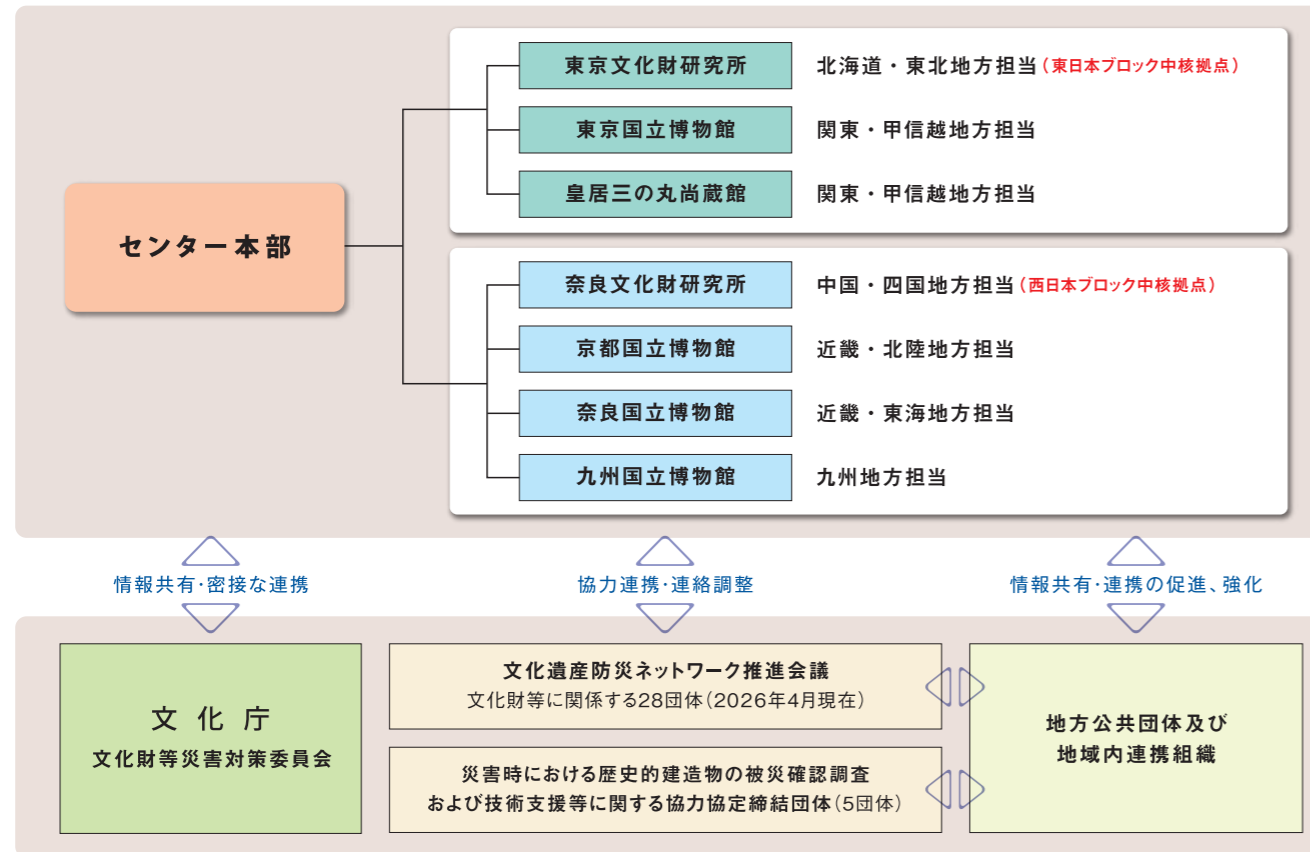 センター本部
東京文化財研究所 北海道・東北地方担当(東日本ブロック中核拠点)
東京国立博物館 関東・甲信越地方担当
皇居三の丸尚蔵館 関東・甲信越地方担当
奈良文化財研究所 中国・四国地方担当(西日本ブロック中核拠点)
京都国立博物館 近畿・北陸地方担当
奈良国立博物館 近畿・東海地方担当
九州国立博物館 九州地方担当
情報共有・密接な連携
協力連携・連絡調整
情報共有・連携の促進、強化
文化庁
文化財等災害対策委員会
文化遺産防災ネットワーク推進会議
文化財等に関係する28団体(2026年4月現在)
災害時における歴史的建造物の被災確認調査
および技術支援等に関する協力協定締結団体(5団体)
地方公共団体及び
地域内連携組織